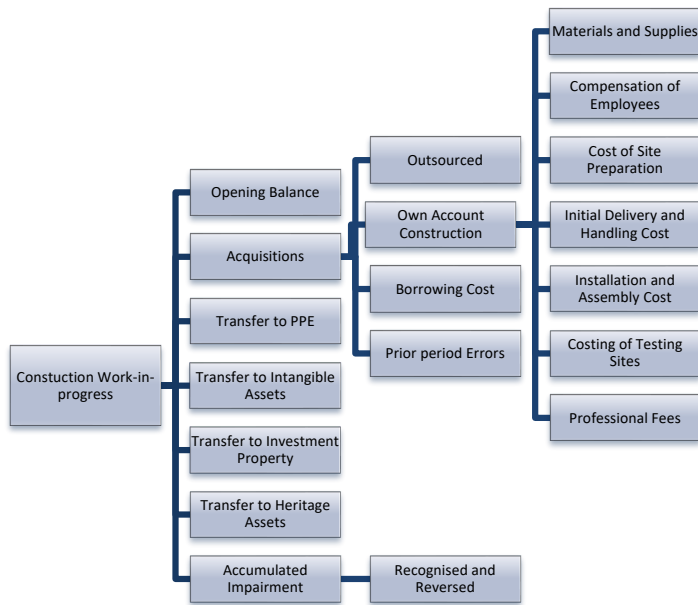 Constuction Work-in-
progress
Opening Balance
Acquisitions
Outsourced
Own Account
Construction
Materials and Supplies
Compensation of
Employees
Cost of Site
Preparation
Initial Delivery and
Handling Cost
Installation and
Assembly Cost
Costing of Testing
Sites
Professional Fees
Borrowing Cost
Prior period Errors
Transfer to PPE
Transfer to Intangible
Assets
Transfer to Investment
Property
Transfer to Heritage
Assets
Accumulated
Impairment
Recognised and
Reversed